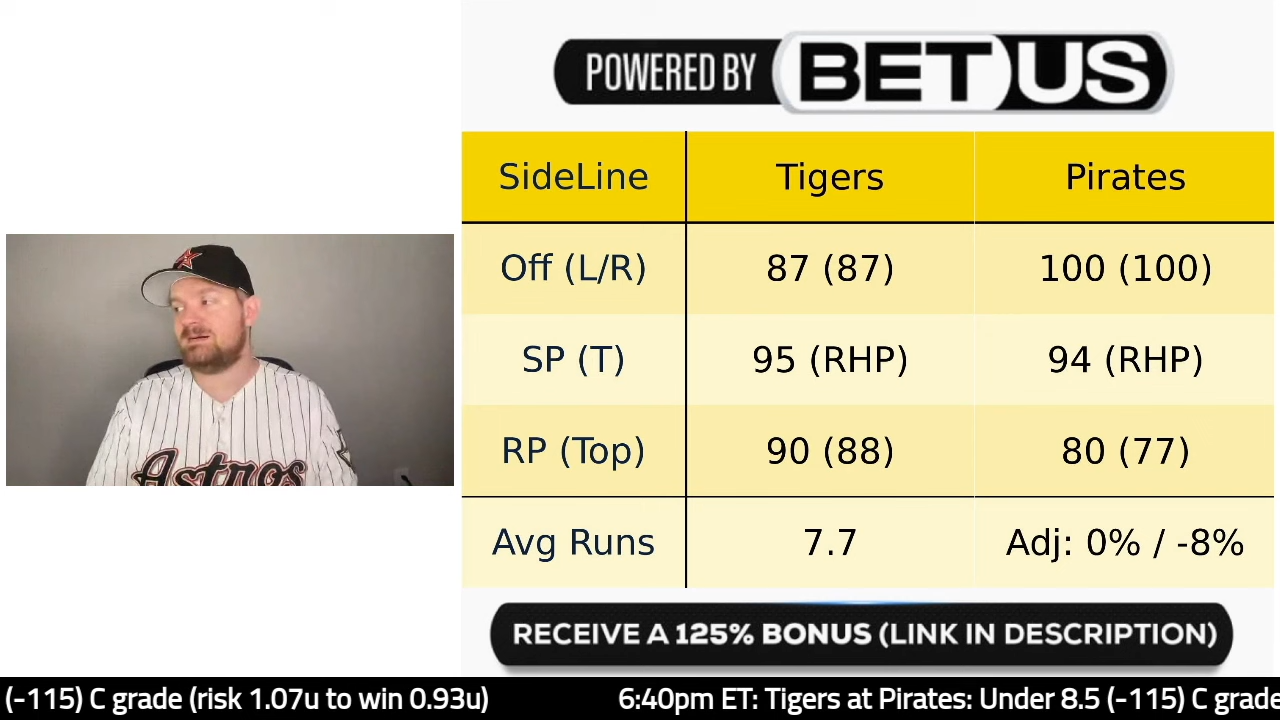 POWERED BY BETUS
SideLine Tigers Pirates
Off (L/R) 87 (87) 100 (100)
SP (T) 95 (RHP) 94 (RHP)
RP (Top) 90 (88) 80 (77)
Avg Runs 7.7 Adj: 0% / -8%
Astros
RECEIVE A 125% BONUS (LINK IN DESCRIPTION)
(-115) C grade (risk 1.07u to win 0.93u) 6:40pm ET: Tigers at Pirates: Under 8.5 (-115) C grade